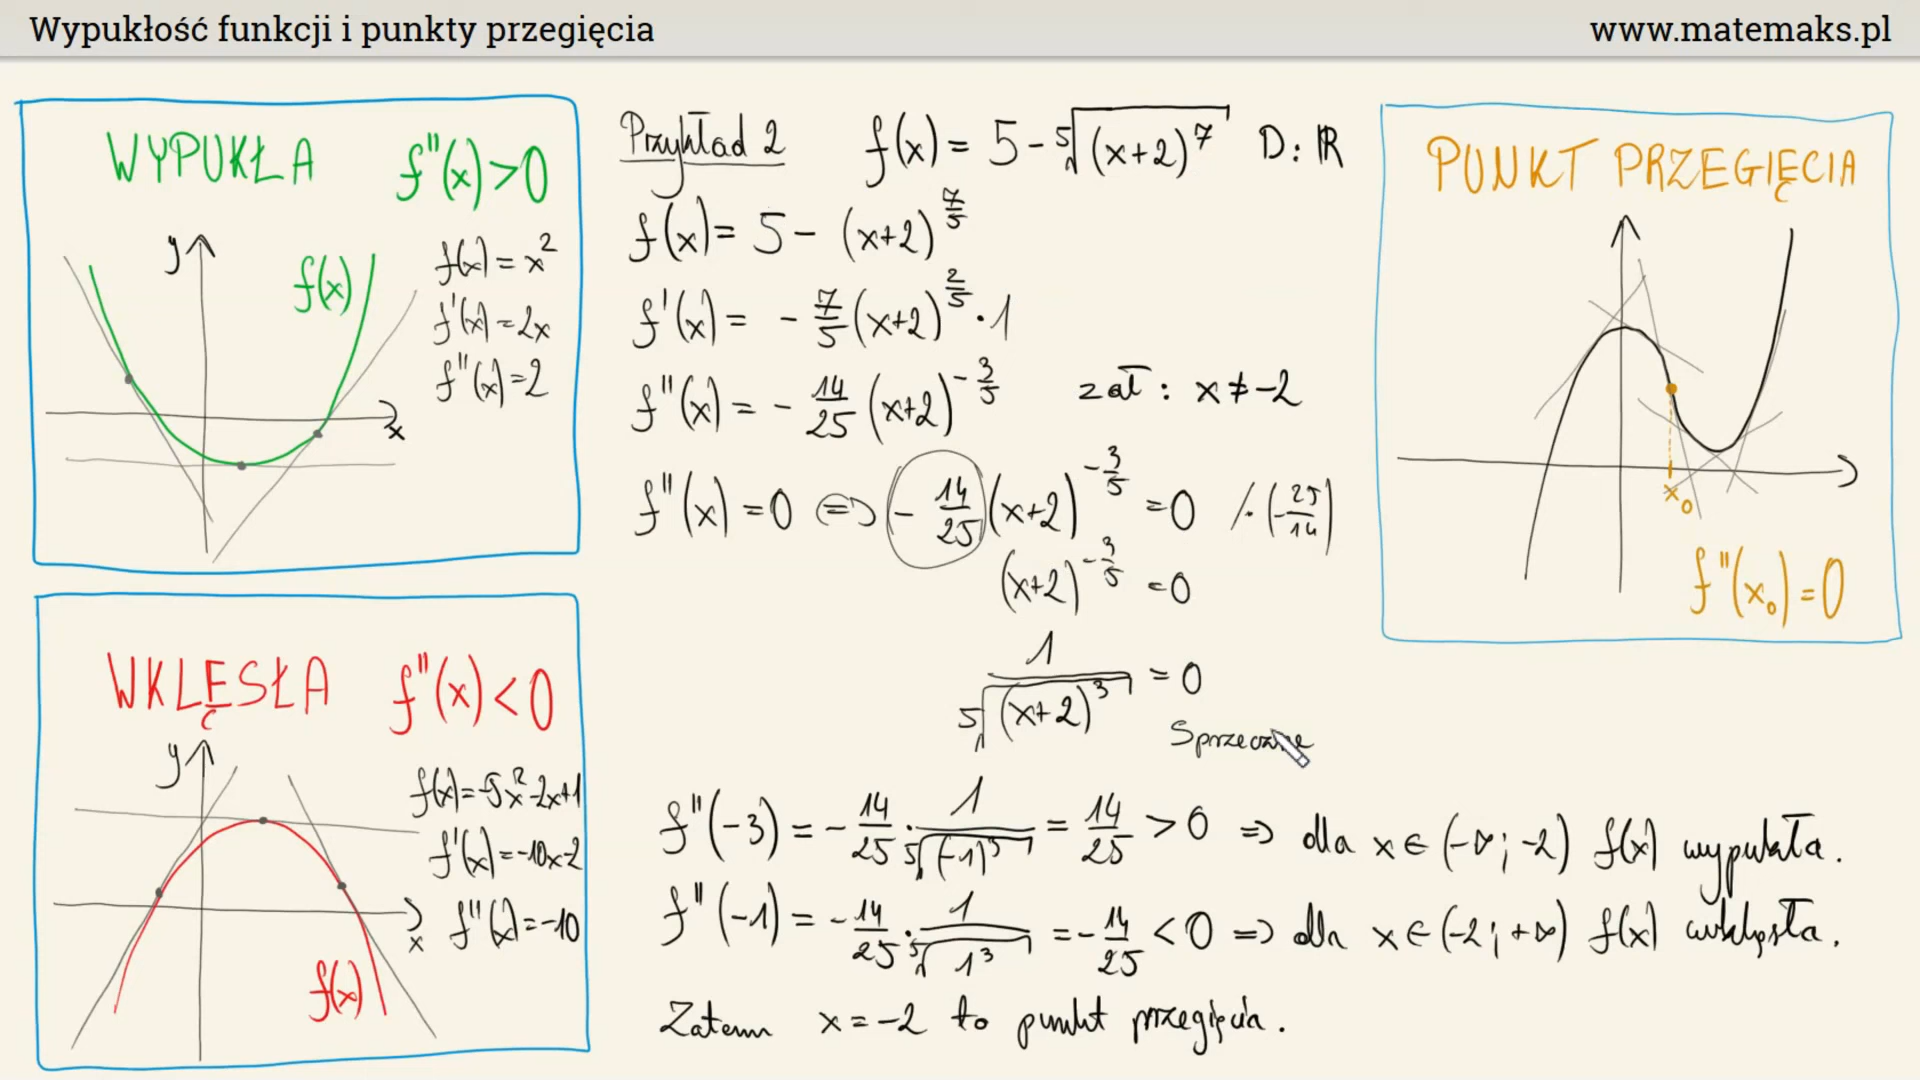 Wypukłość funkcji i punkty przegięcia
www.matemaks.pl
WYPUKŁA f''(x)>0
y
f(x)
x
f(x) = x²
f'(x) = 2x
f''(x) = 2
WKLĘSŁA f''(x)<0
y
f(x)
x
f(x) = -5x²-2x+1
f'(x) = -10x-2
f''(x) = -10
Przykład 2 f(x) = 5 - ⁵√(x+2)⁷ D: ℝ
f(x) = 5 - (x+2)^(7/5)
f'(x) = - 7/5 (x+2)^(2/5) · 1
f''(x) = - 14/25 (x+2)^(-3/5) zał: x ≠ -2
f''(x) = 0 ⇔ - 14/25 (x+2)^(-3/5) = 0 / · (-25/14)
(x+2)^(-3/5) = 0
1/⁵√(x+2)³ = 0
Sprzeczne
f''(-3) = - 14/25 · 1/⁵√(-1)³ = 14/25 > 0 ⇒ dla x ∈ (-∞; -2) f(x) wypukła.
f''(-1) = - 14/25 · 1/⁵√1³ = - 14/25 < 0 ⇒ dla x ∈ (-2; +∞) f(x) wklęsła.
Zatem x = -2 to punkt przegięcia.
PUNKT PRZEGIĘCIA
x₀
f''(x₀) = 0